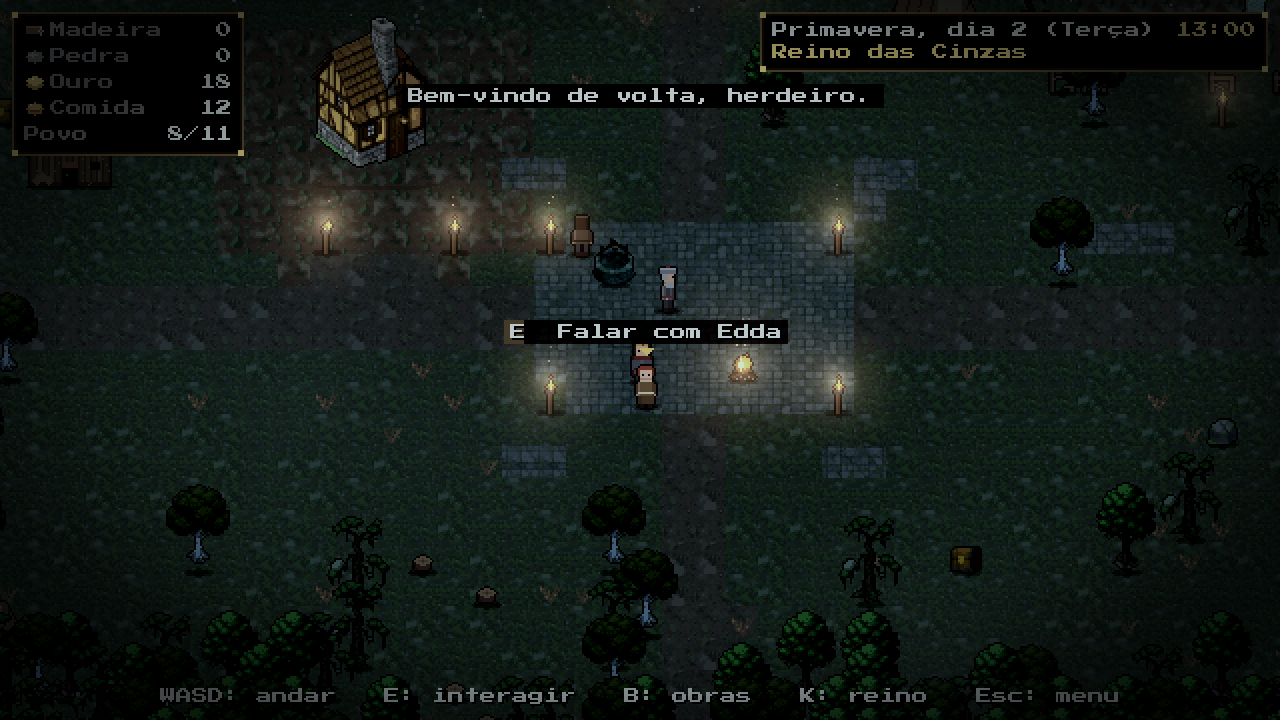 Madeira 0
Pedra 0
Ouro 18
Comida 12
Povo 8/11
Primavera, dia 2 (Terça) 13:00
Reino das Cinzas
Bem-vindo de volta, herdeiro.
E Falar com Edda
WASD: andar E: interagir B: obras K: reino Esc: menu